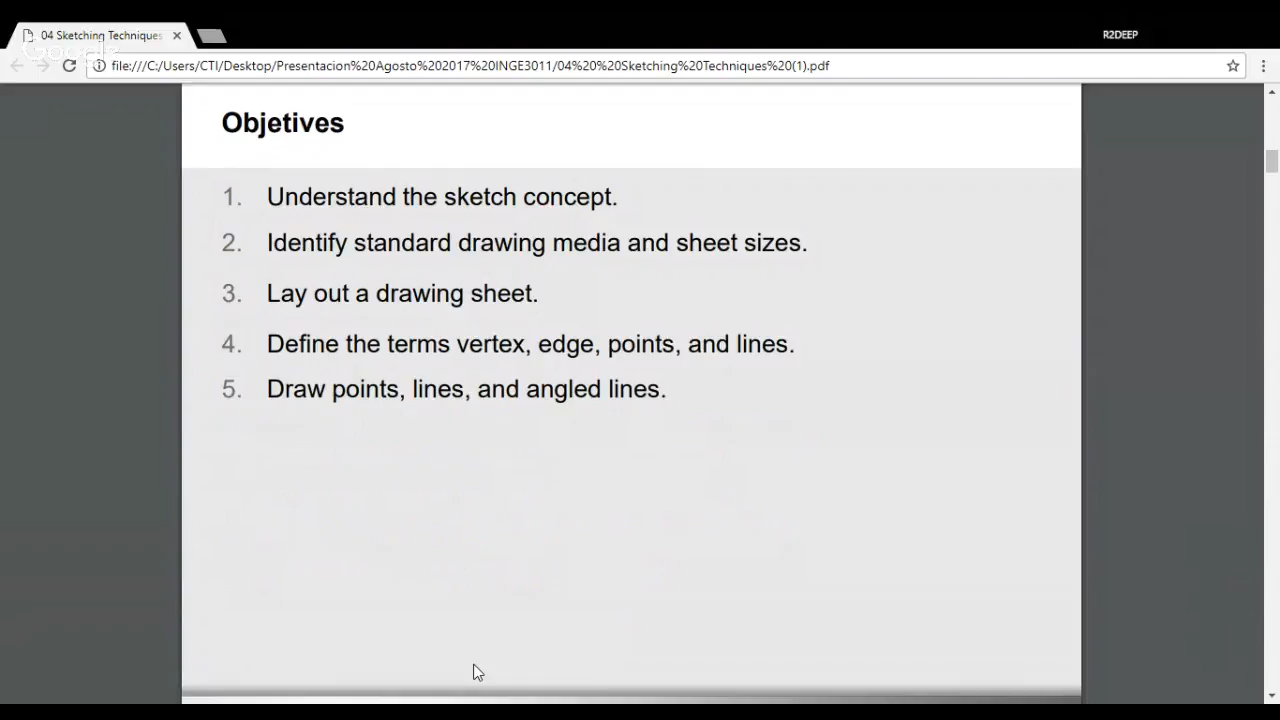 04 Sketching Techniques
R2DEEP
Google
file:///C:/Users/CTI/Desktop/Presentacion%20Agosto%202017%20INGE3011/04%20%20Sketching%20Techniques%20(1).pdf
Objetives
1. Understand the sketch concept.
2. Identify standard drawing media and sheet sizes.
3. Lay out a drawing sheet.
4. Define the terms vertex, edge, points, and lines.
5. Draw points, lines, and angled lines.